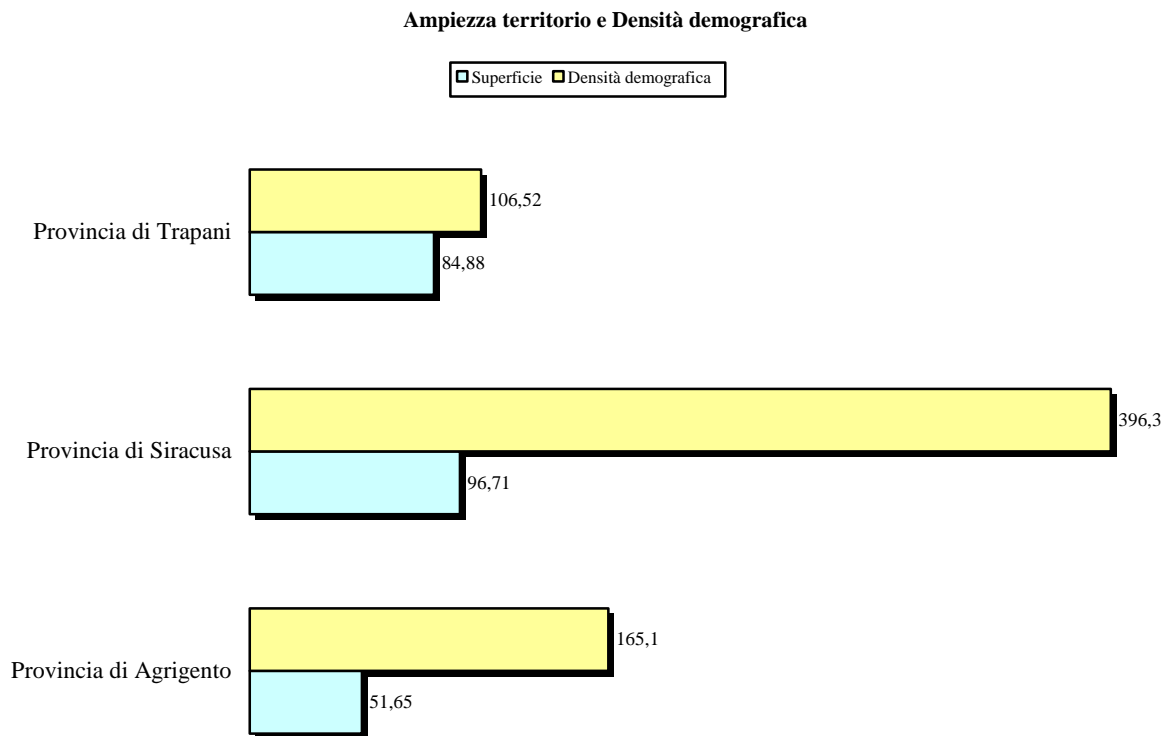 Ampiezza territorio e Densità demografica
Superficie Densità demografica
106,52
Provincia di Trapani
84,88
396,3
Provincia di Siracusa
96,71
165,1
Provincia di Agrigento
51,65